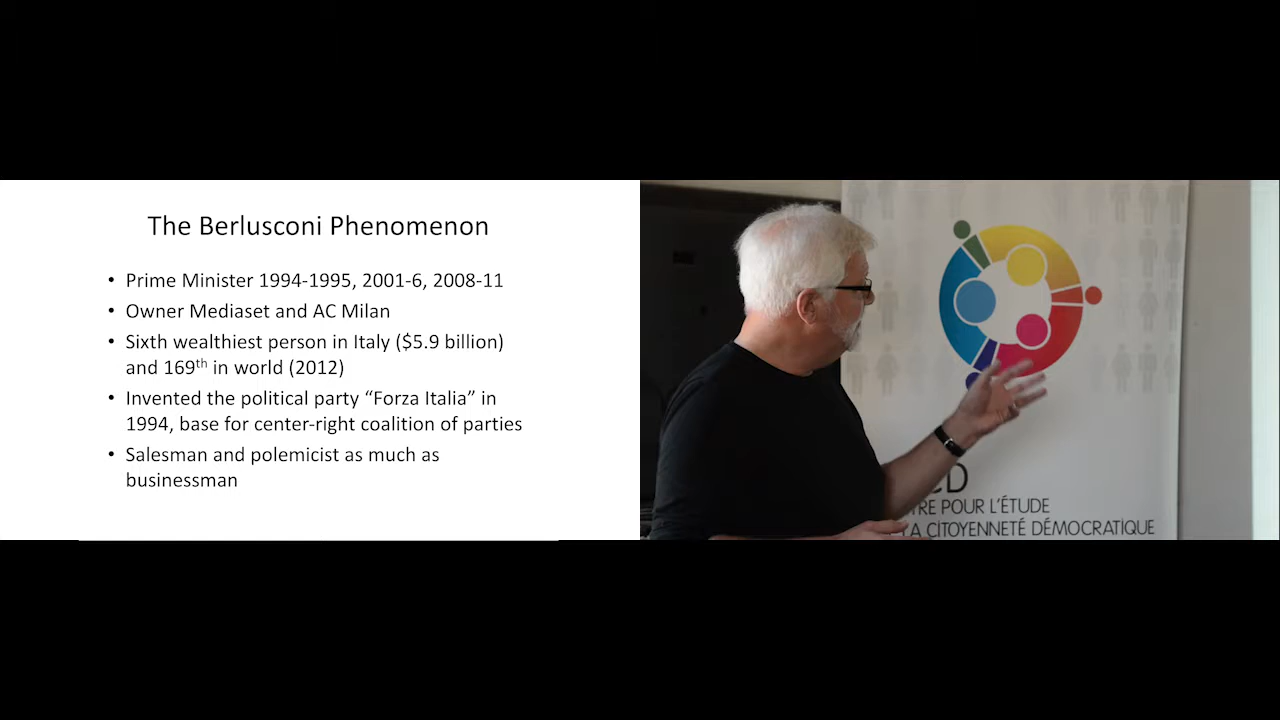 The Berlusconi Phenomenon
• Prime Minister 1994-1995, 2001-6, 2008-11
• Owner Mediaset and AC Milan
• Sixth wealthiest person in Italy ($5.9 billion)
and 169th in world (2012)
• Invented the political party “Forza Italia” in
1994, base for center-right coalition of parties
• Salesman and polemicist as much as
businessman
POUR L'ÉTUDE
LA CITOYENNETÉ DÉMOCRATIQUE